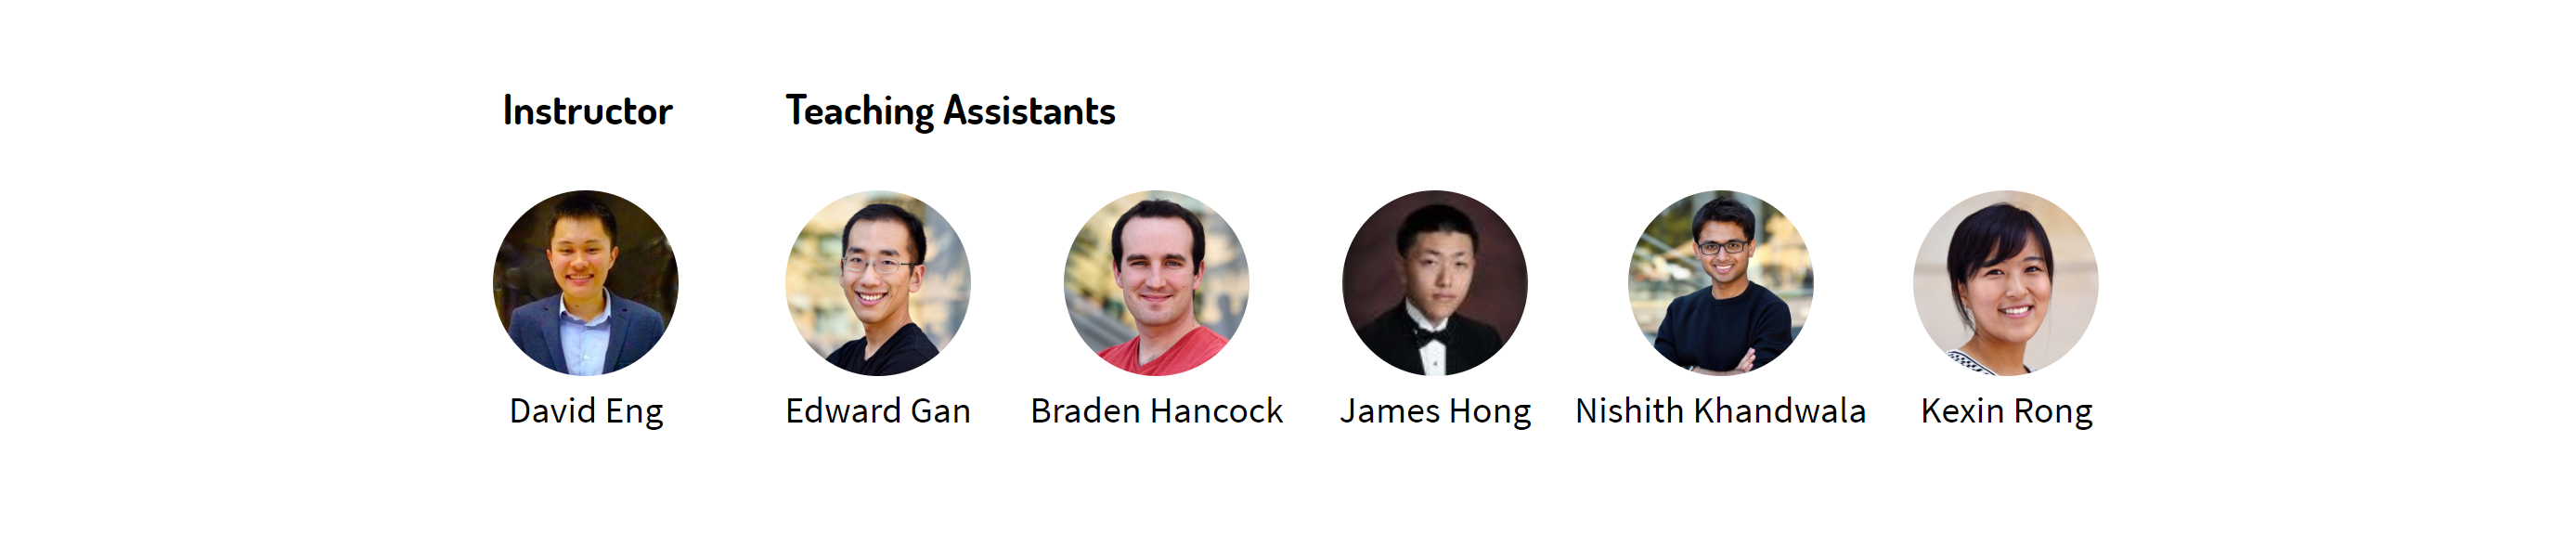 Instructor
Teaching Assistants
David Eng
Edward Gan
Braden Hancock
James Hong
Nishith Khandwala
Kexin Rong